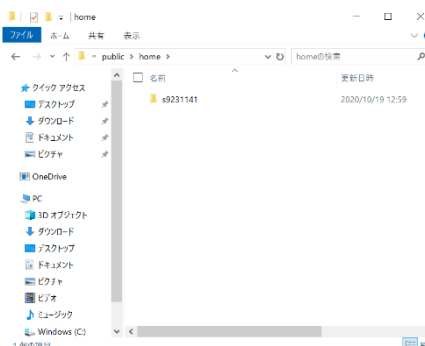 home
ファイル ホーム 共有 表示
public > home >
homeの検索
名前 更新日時
s9231141 2020/10/19 12:59
クイック アクセス
デスクトップ
ダウンロード
ドキュメント
ピクチャ
OneDrive
PC
3D オブジェクト
ダウンロード
デスクトップ
ドキュメント
ピクチャ
ビデオ
ミュージック
Windows (C:)